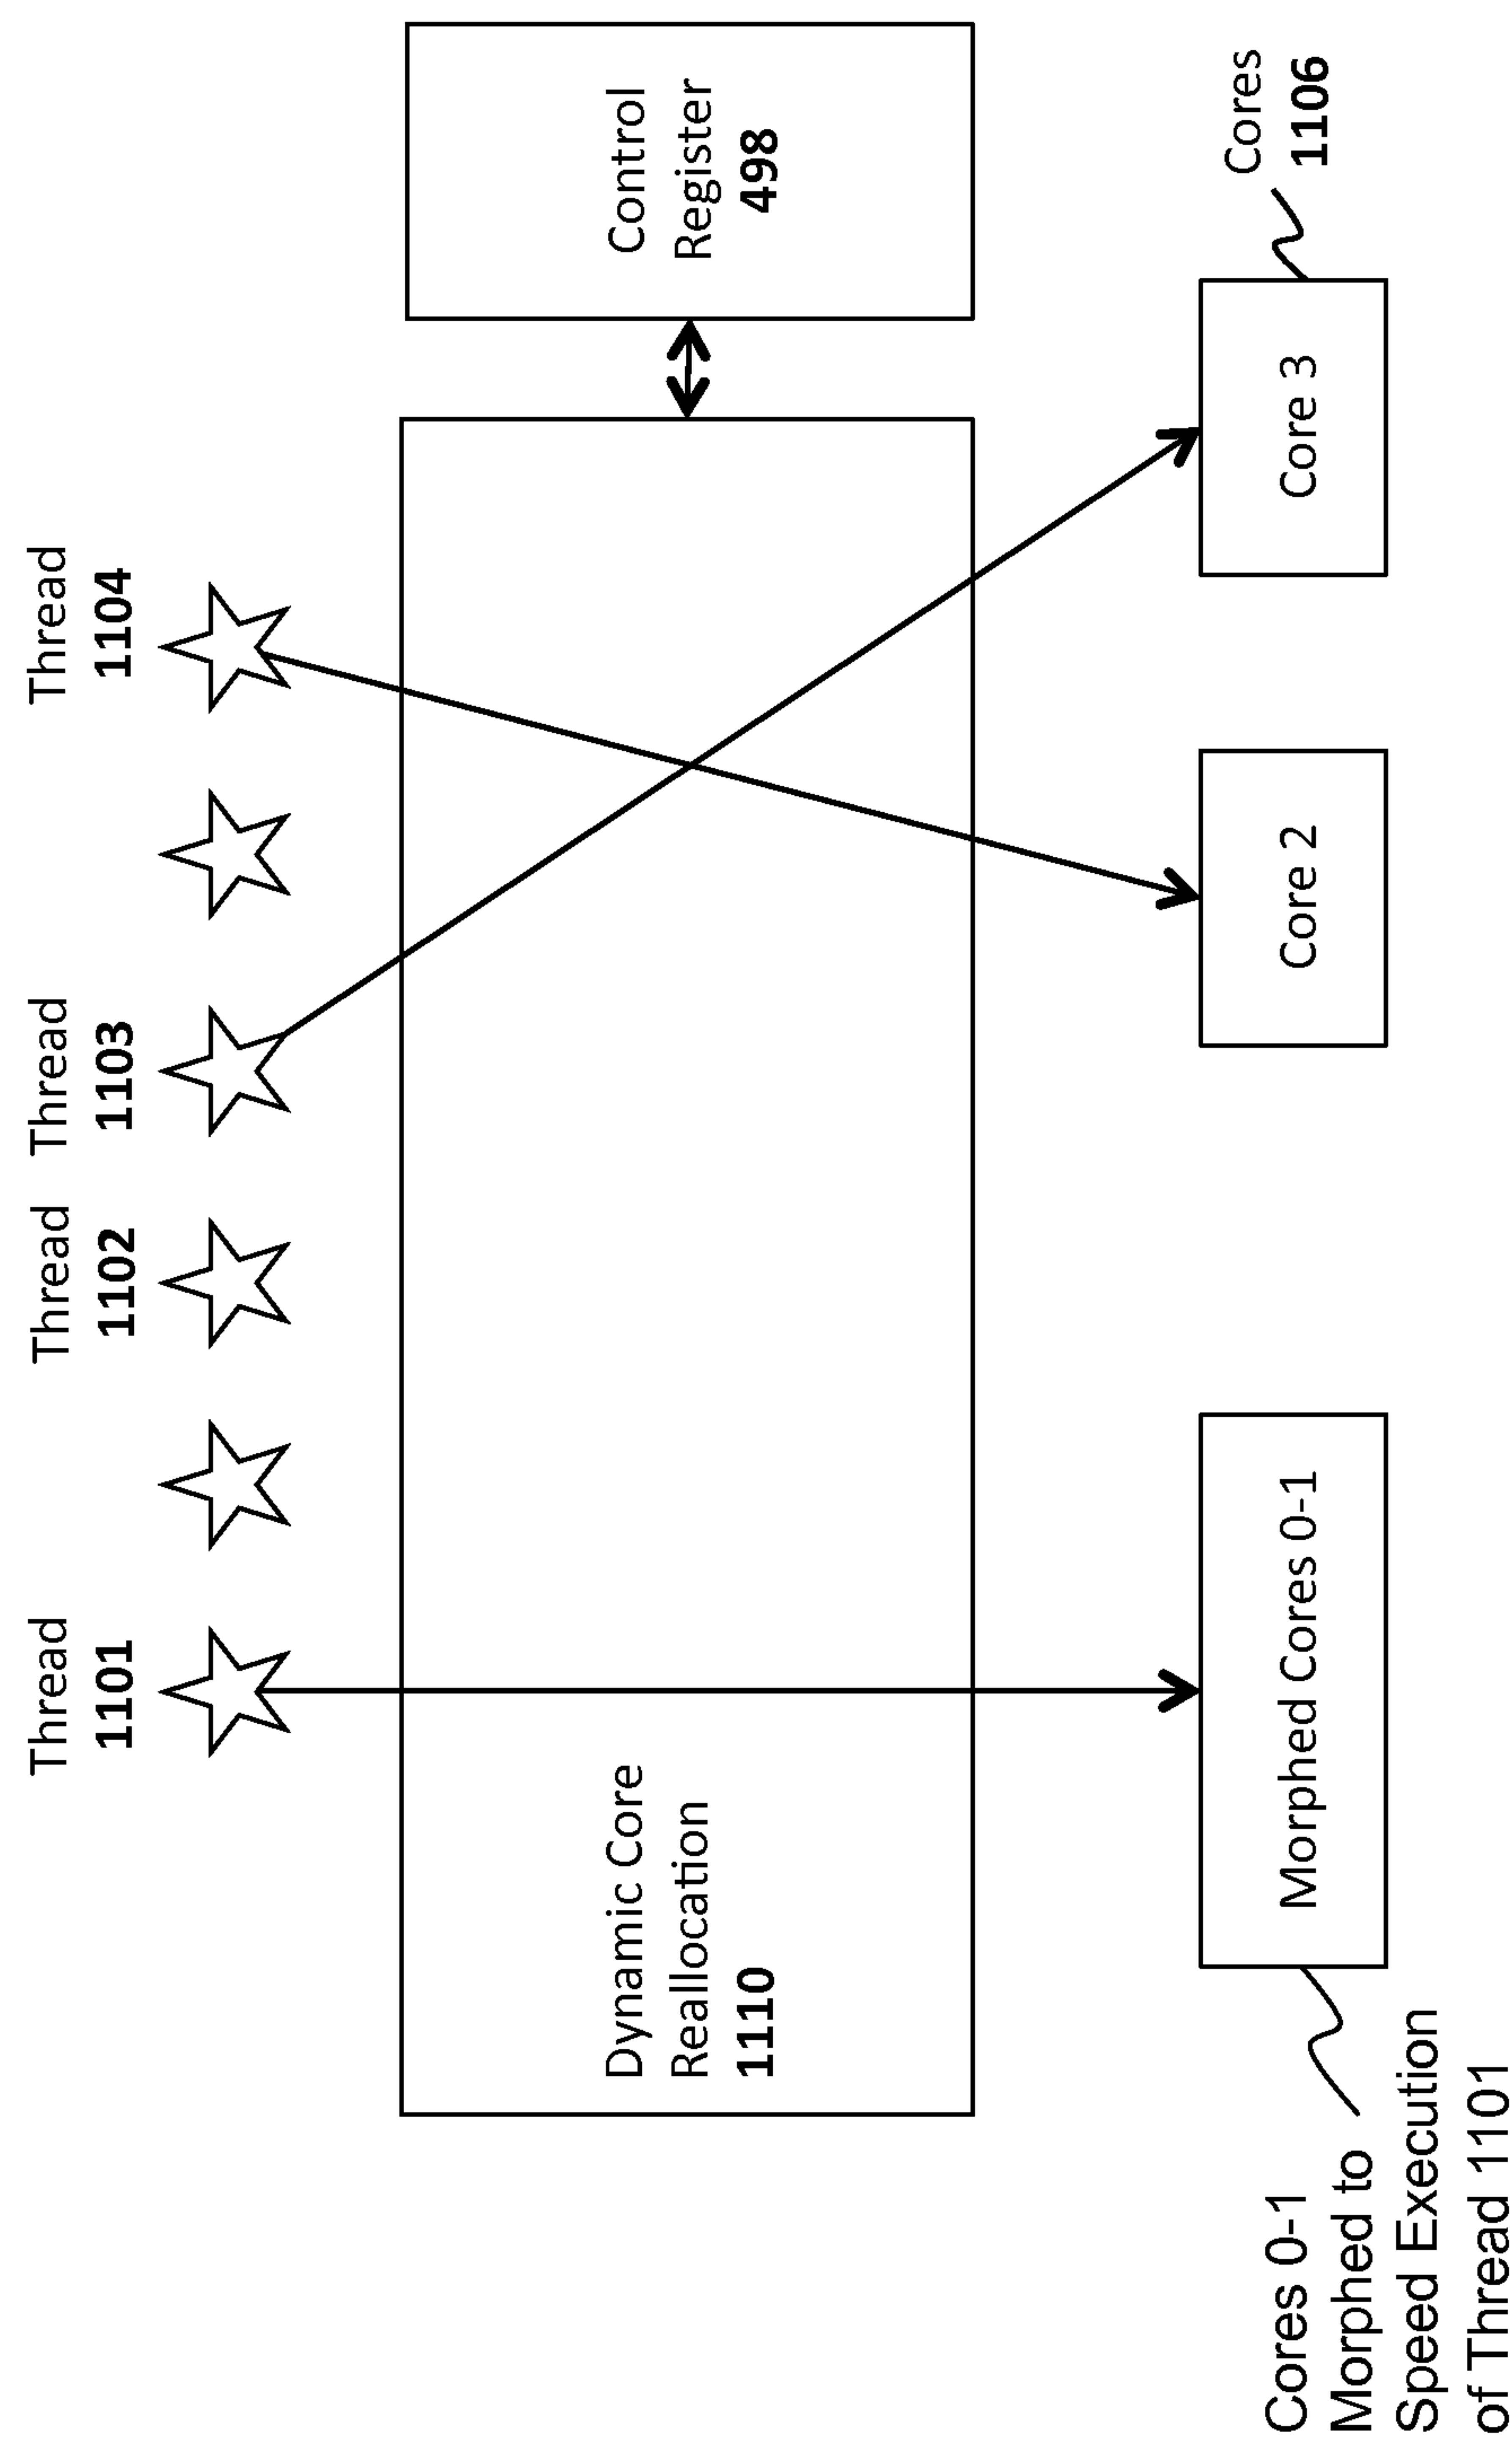 Thread
1101
Thread
1102
Thread
1103
Thread
1104
Dynamic Core
Reallocation
1110
Control
Register
498
Morphed Cores 0-1
Core 2
Core 3
Cores
1106
Cores 0-1
Morphed to
Speed Execution
of Thread 1101